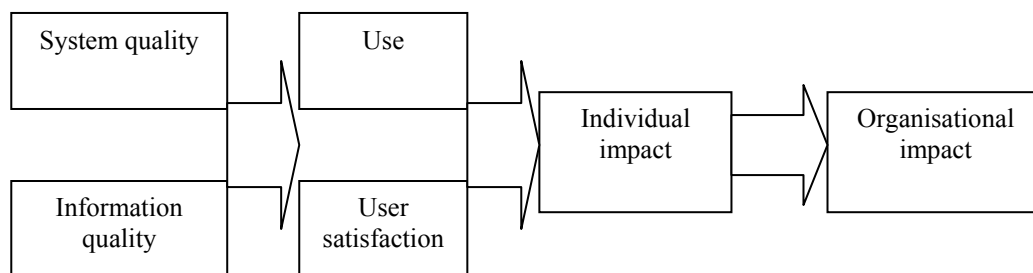 System quality
Use
Individual
impact
Organisational
impact
Information
quality
User
satisfaction